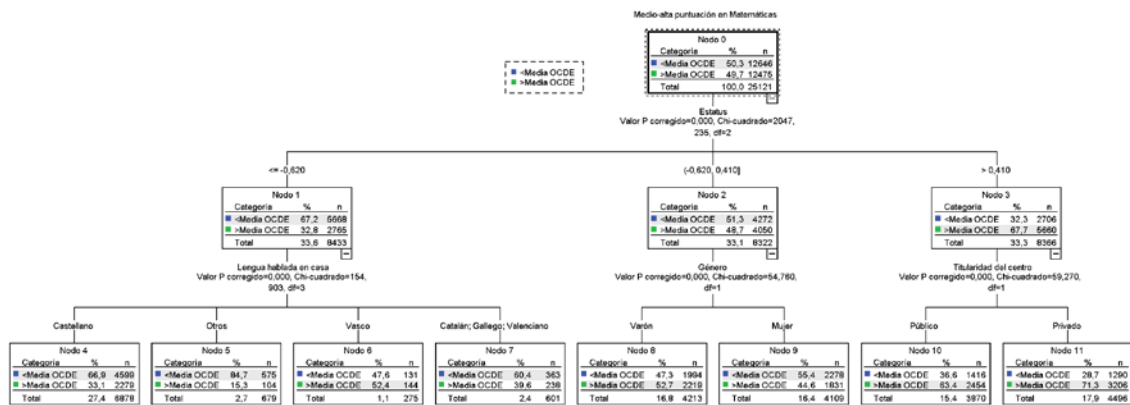 Medio-alta puntuación en Matemáticas
Nodo 0
Categoría % n
<Media OCDE 50,3 12646
>Media OCDE 49,7 12475
Total 100,0 25121
<Media OCDE
>Media OCDE
Estatus
Valor P corregido=0,000, Chi-cuadrado=2047,
235, df=2
<= -0,620
(-0,620, 0,410]
> 0,410
Nodo 1
Categoría % n
<Media OCDE 67,2 5668
>Media OCDE 32,8 2765
Total 33,6 8433
Nodo 2
Categoría % n
<Media OCDE 51,3 4272
>Media OCDE 48,7 4050
Total 33,1 8322
Nodo 3
Categoría % n
<Media OCDE 32,3 2706
>Media OCDE 67,7 5660
Total 33,3 8366
Lengua hablada en casa
Valor P corregido=0,000, Chi-cuadrado=154,
903, df=3
Género
Valor P corregido=0,000, Chi-cuadrado=54,760,
df=1
Titularidad del centro
Valor P corregido=0,000, Chi-cuadrado=59,270,
df=1
Castellano
Otros
Vasco
Catalán; Gallego; Valenciano
Varón
Mujer
Público
Privado
Nodo 4
Categoría % n
<Media OCDE 66,9 4599
>Media OCDE 33,1 2279
Total 27,4 6878
Nodo 5
Categoría % n
<Media OCDE 84,7 575
>Media OCDE 15,3 104
Total 2,7 679
Nodo 6
Categoría % n
<Media OCDE 47,6 131
>Media OCDE 52,4 144
Total 1,1 275
Nodo 7
Categoría % n
<Media OCDE 60,4 363
>Media OCDE 39,6 238
Total 2,4 601
Nodo 8
Categoría % n
<Media OCDE 47,3 1994
>Media OCDE 52,7 2219
Total 16,8 4213
Nodo 9
Categoría % n
<Media OCDE 55,4 2278
>Media OCDE 44,6 1831
Total 16,4 4109
Nodo 10
Categoría % n
<Media OCDE 36,6 1416
>Media OCDE 63,4 2454
Total 15,4 3870
Nodo 11
Categoría % n
<Media OCDE 28,7 1290
>Media OCDE 71,3 3206
Total 17,9 4496